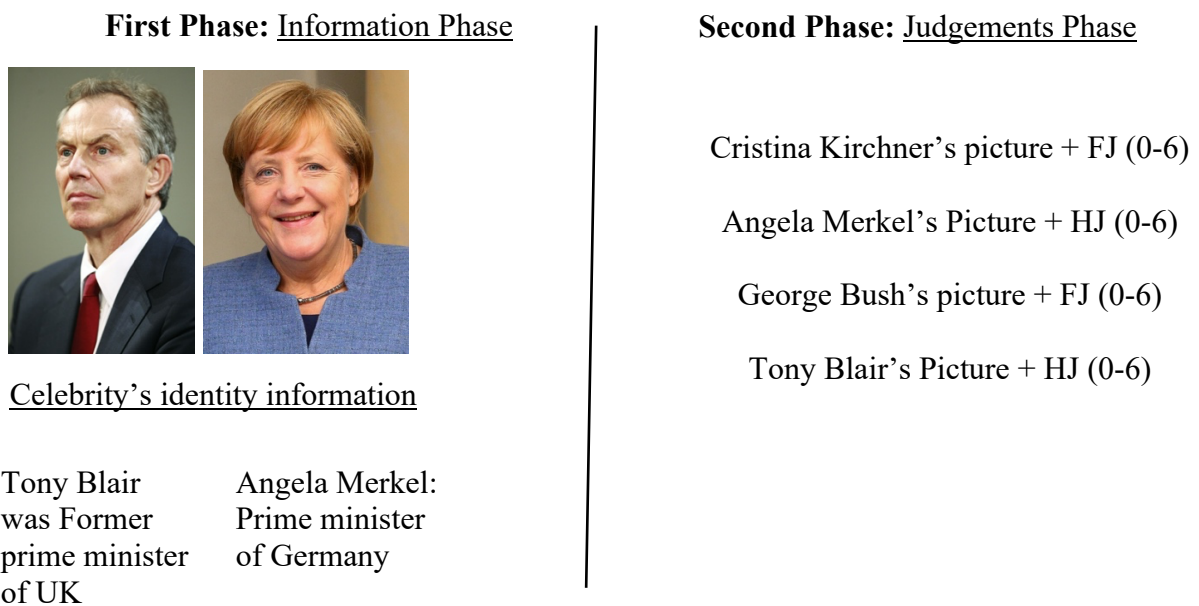 First Phase: Information Phase
Celebrity's identity information
Tony Blair
was Former
prime minister
of UK
Angela Merkel:
Prime minister
of Germany
Second Phase: Judgements Phase
Cristina Kirchner's picture + FJ (0-6)
Angela Merkel's Picture + HJ (0-6)
George Bush's picture + FJ (0-6)
Tony Blair's Picture + HJ (0-6)